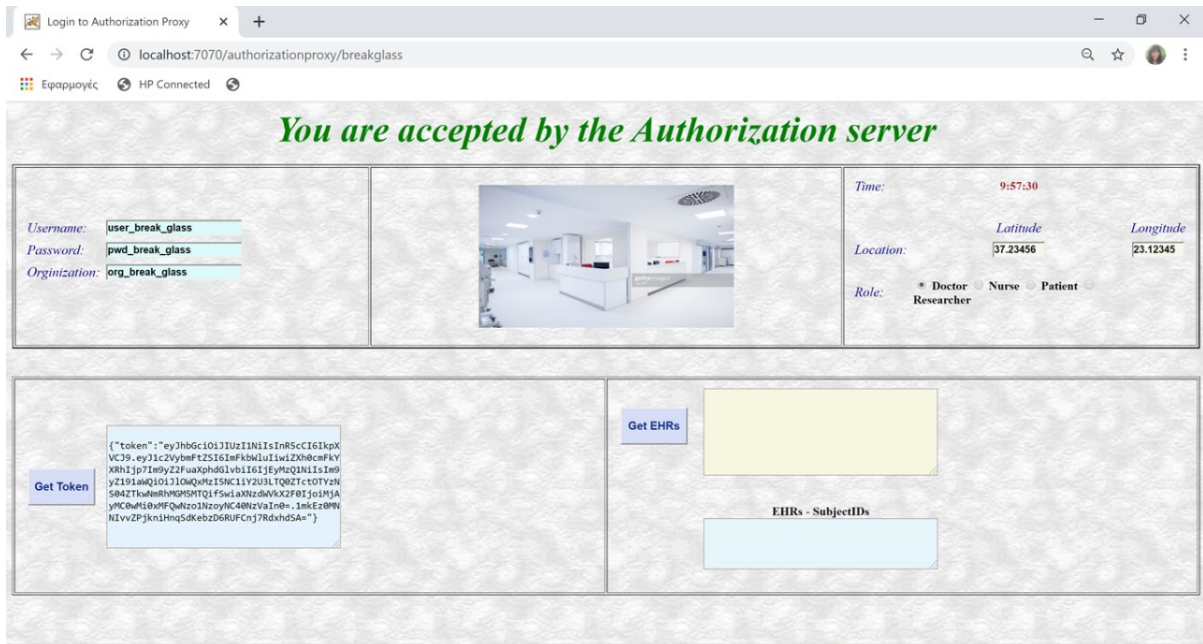 Login to Authorization Proxy
localhost:7070/authorizationproxy/breakglass
Εφαρμογές HP Connected
You are accepted by the Authorization server
Username: user_break_glass
Password: pwd_break_glass
Orginization: org_break_glass
gettyimages
Time: 9:57:30
Latitude Longitude
Location: 37.23456 23.12345
Role: Doctor Nurse Patient
Researcher
Get Token
{"token":"eyJhbGciOiJIUzI1NiIsInR5cCI6IkpX
VCJ9.eyJ1c2VybmFtZSI6ImFkbWluIiwiZXh0cmFkY
XRhIjp7Im9yZ2FuaXphdGlvbiI6IjEyMzQ1NiIsIm9
yZ191aWQiOiJlOWQxMzI5NC1iY2U3LTQ0ZTctOTYzN
S04ZTkwNmRhMGM5MTQifSwiaXNzdWVkX2F0IjoiMjA
yMC0wMi0xMFQwNzo1NzoyNC40NzVaIn0=.1mkEz0MN
NIvvZPjkniHnqSdKebzD6RUFCnj7RdxhdSA="}
Get EHRs
EHRs - SubjectIDs